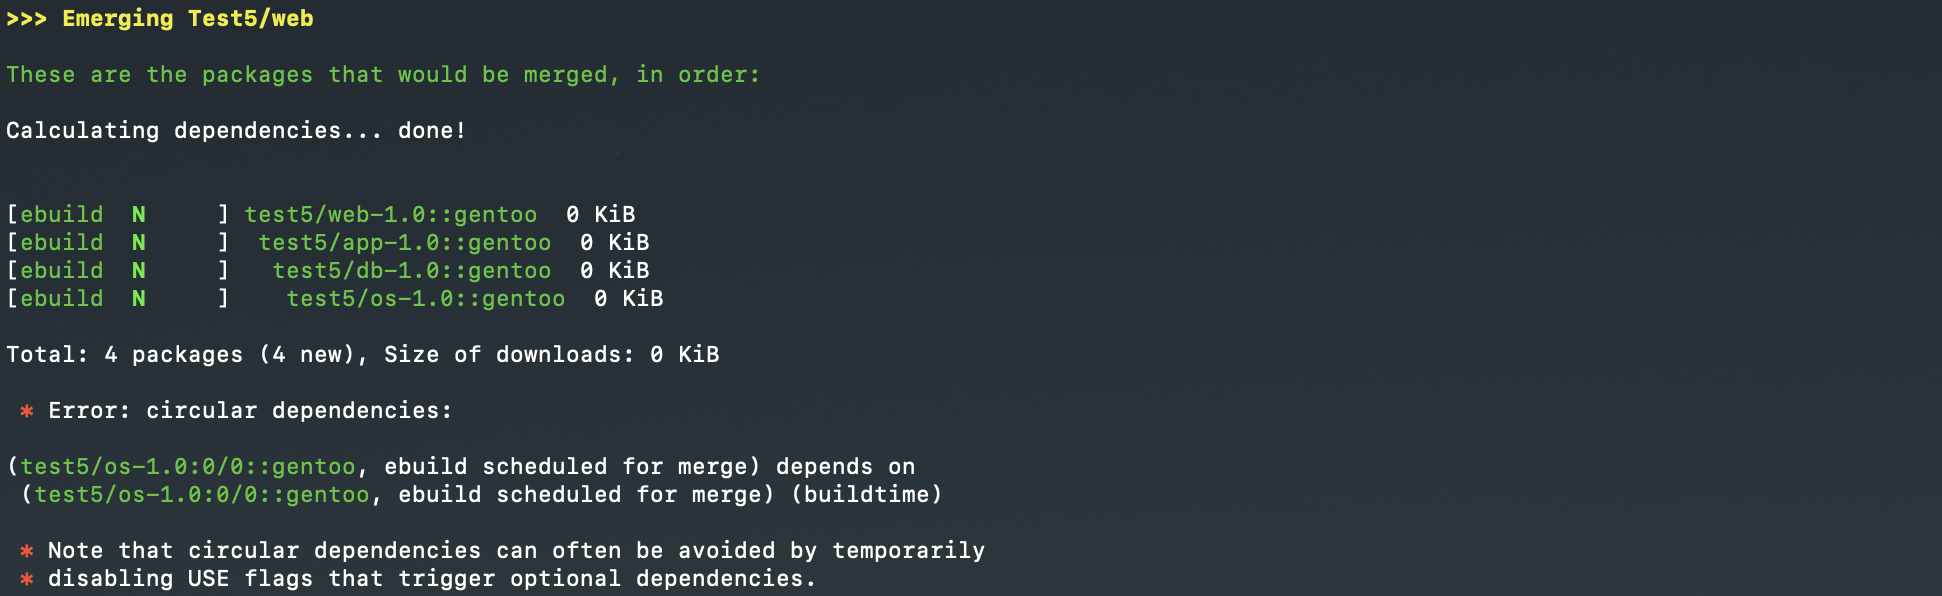 >>> Emerging Test5/web
These are the packages that would be merged, in order:
Calculating dependencies... done!
[ebuild  N     ] test5/web-1.0::gentoo  0 KiB
[ebuild  N     ]  test5/app-1.0::gentoo  0 KiB
[ebuild  N     ]   test5/db-1.0::gentoo  0 KiB
[ebuild  N     ]    test5/os-1.0::gentoo  0 KiB
Total: 4 packages (4 new), Size of downloads: 0 KiB
* Error: circular dependencies:
(test5/os-1.0:0/0::gentoo, ebuild scheduled for merge) depends on
(test5/os-1.0:0/0::gentoo, ebuild scheduled for merge) (buildtime)
* Note that circular dependencies can often be avoided by temporarily
* disabling USE flags that trigger optional dependencies.